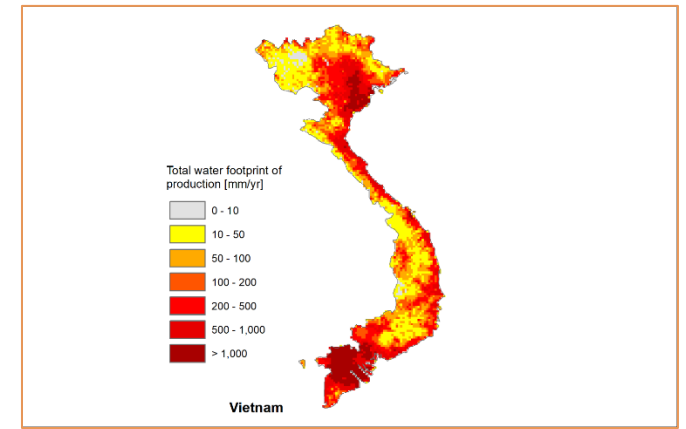 Total water footprint of
production [mm/yr]
0 - 10
10 - 50
50 - 100
100 - 200
200 - 500
500 - 1,000
> 1,000
Vietnam